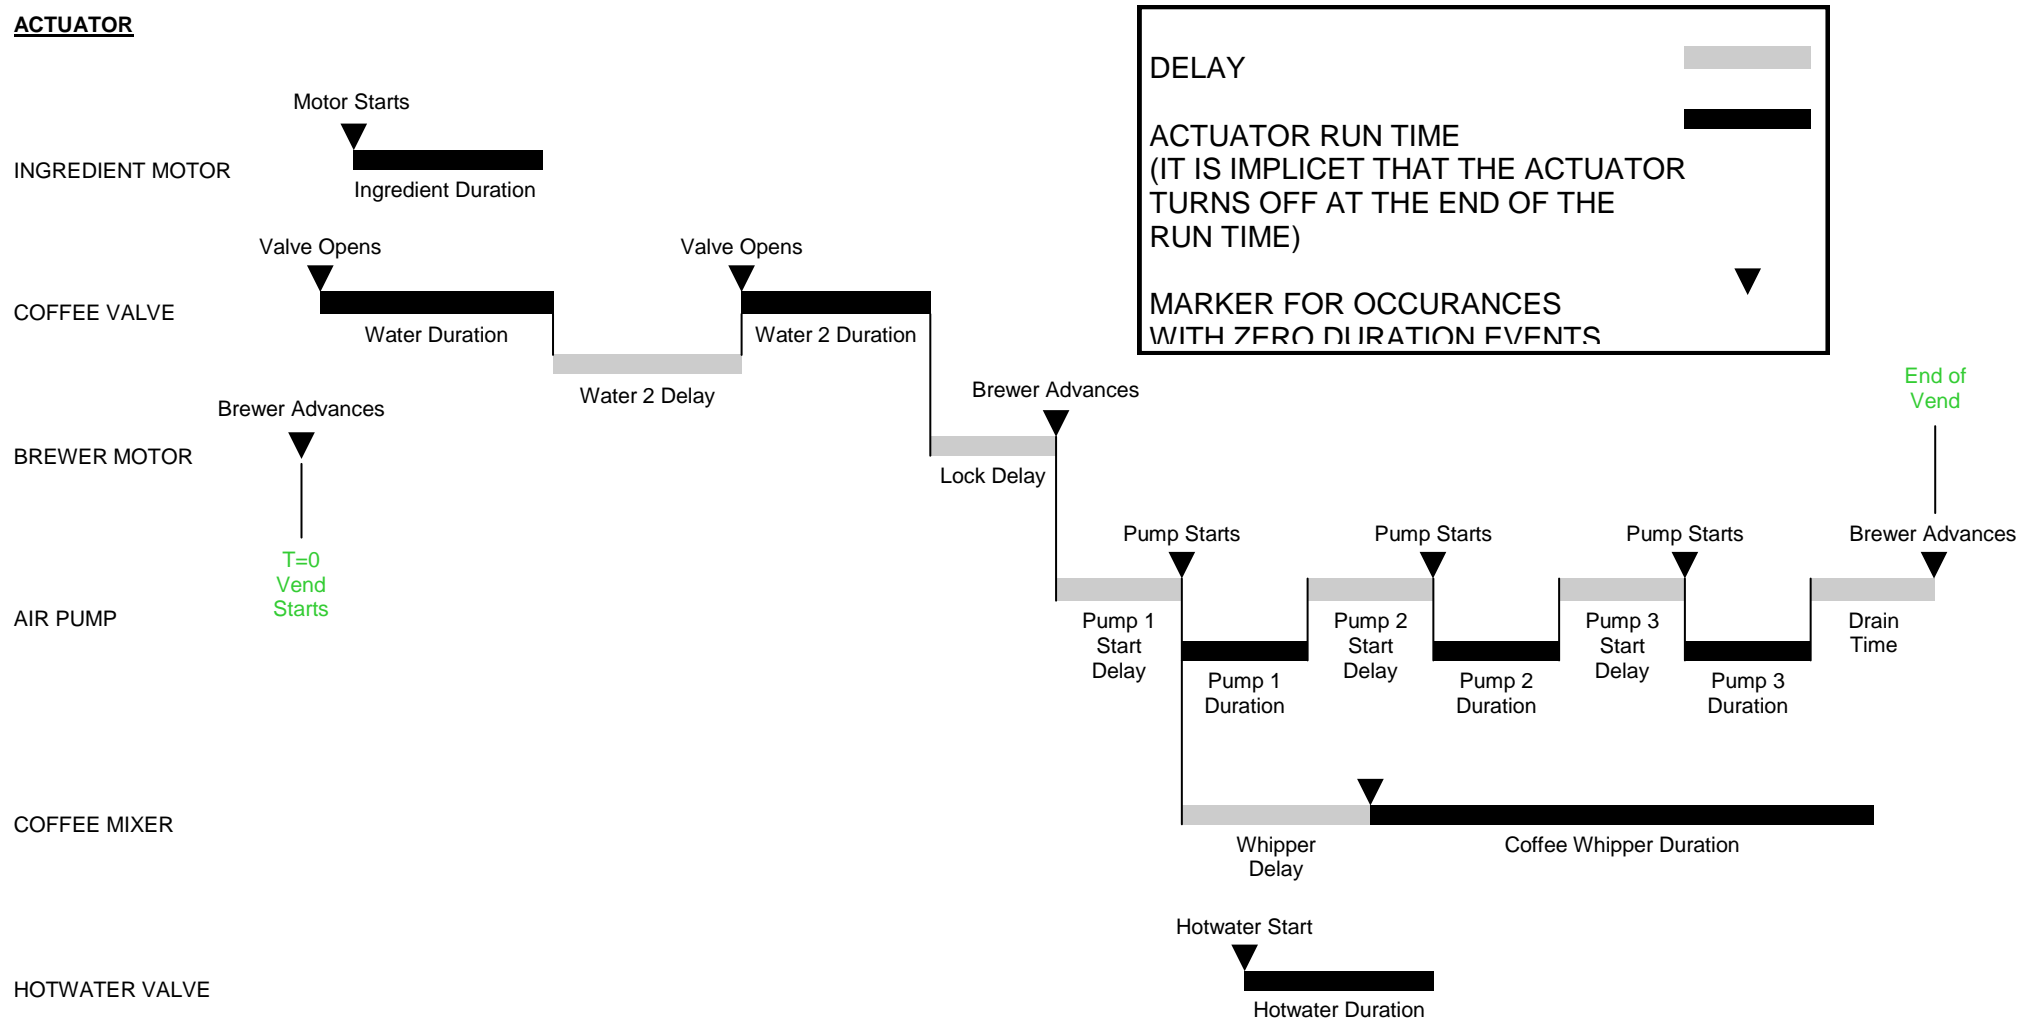 ACTUATOR
DELAY
ACTUATOR RUN TIME
(IT IS IMPLICET THAT THE ACTUATOR
TURNS OFF AT THE END OF THE
RUN TIME)
MARKER FOR OCCURANCES
WITH ZERO DURATION EVENTS
Motor Starts
INGREDIENT MOTOR
Ingredient Duration
Valve Opens
Valve Opens
COFFEE VALVE
Water Duration
Water 2 Duration
Water 2 Delay
Brewer Advances
Brewer Advances
End of
Vend
BREWER MOTOR
Lock Delay
T=0
Vend
Starts
Pump Starts
Pump Starts
Pump Starts
Brewer Advances
AIR PUMP
Pump 1
Start
Delay
Pump 1
Duration
Pump 2
Start
Delay
Pump 2
Duration
Pump 3
Start
Delay
Pump 3
Duration
Drain
Time
COFFEE MIXER
Whipper
Delay
Coffee Whipper Duration
Hotwater Start
HOTWATER VALVE
Hotwater Duration